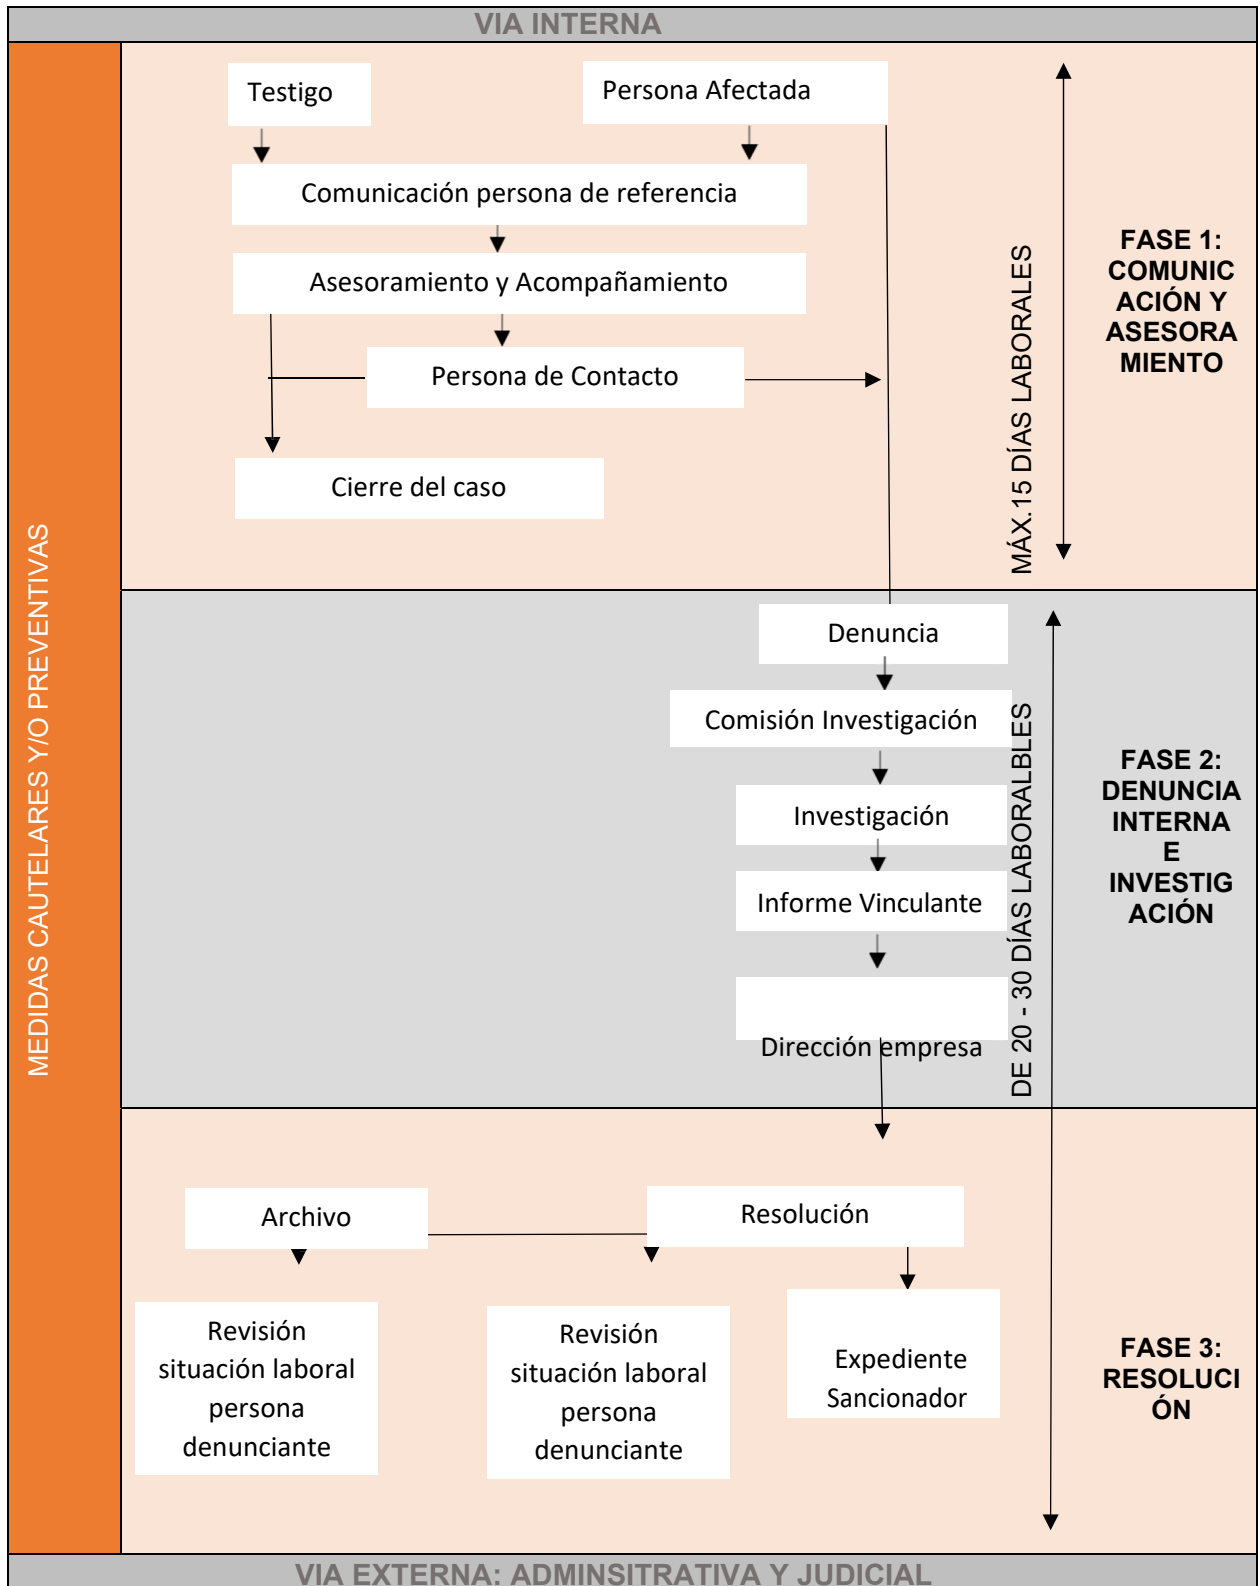 VIA INTERNA
MEDIDAS CAUTELARES Y/O PREVENTIVAS
Testigo
Persona Afectada
Comunicación persona de referencia
Asesoramiento y Acompañamiento
Persona de Contacto
Cierre del caso
MÁX.15 DÍAS LABORALES
FASE 1:
COMUNIC
ACIÓN Y
ASESORA
MIENTO
Denuncia
Comisión Investigación
Investigación
Informe Vinculante
Dirección empresa
DE 20 - 30 DÍAS LABORALBLES
FASE 2:
DENUNCIA
INTERNA
E
INVESTIG
ACIÓN
Archivo
Resolución
Revisión
situación laboral
persona
denunciante
Revisión
situación laboral
persona
denunciante
Expediente
Sancionador
FASE 3:
RESOLUCI
ÓN
VIA EXTERNA: ADMINSITRATIVA Y JUDICIAL